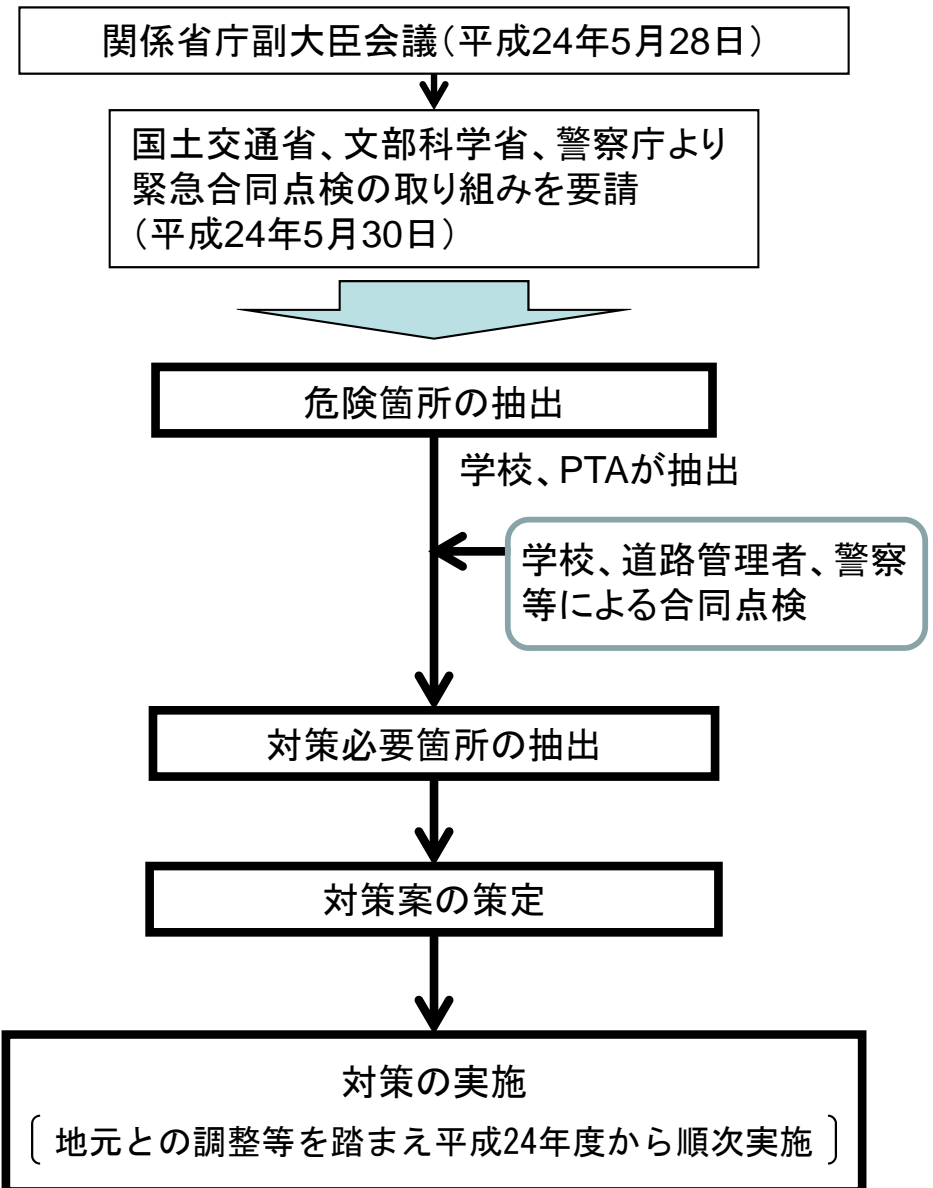 関係省庁副大臣会議（平成24年5月28日）
国土交通省、文部科学省、警察庁より
緊急合同点検の取り組みを要請
（平成24年5月30日）
危険箇所の抽出
学校、PTAが抽出
学校、道路管理者、警察
等による合同点検
対策必要箇所の抽出
対策案の策定
対策の実施
〔 地元との調整等を踏まえ平成24年度から順次実施 〕